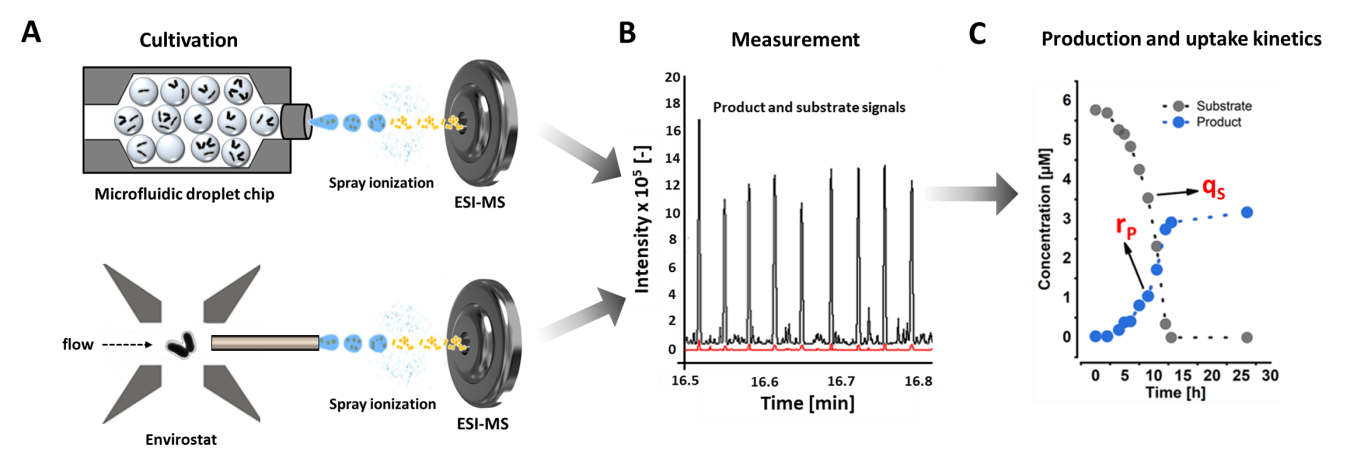 A
Cultivation
Microfluidic droplet chip
Spray ionization
ESI-MS
flow
Envirostat
Spray ionization
ESI-MS
B
Measurement
Product and substrate signals
Intensity x 10⁵ [-]
20
18
16
14
12
10
8
6
4
2
0
16.5
16.6
16.7
16.8
Time [min]
C
Production and uptake kinetics
Substrate
Product
qS
rP
Concentration [µM]
6
5
4
3
2
1
0
0
5
10
15
20
25
30
Time [h]